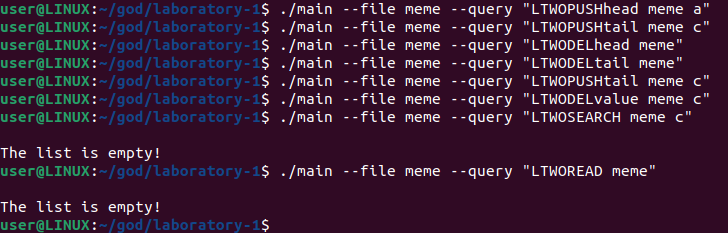 user@LINUX:~/god/laboratory-1$ ./main --file meme --query "LTWOPUSHhead meme a"
user@LINUX:~/god/laboratory-1$ ./main --file meme --query "LTWOPUSHtail meme c"
user@LINUX:~/god/laboratory-1$ ./main --file meme --query "LTWODELhead meme"
user@LINUX:~/god/laboratory-1$ ./main --file meme --query "LTWODELtail meme"
user@LINUX:~/god/laboratory-1$ ./main --file meme --query "LTWOPUSHtail meme c"
user@LINUX:~/god/laboratory-1$ ./main --file meme --query "LTWODELvalue meme c"
user@LINUX:~/god/laboratory-1$ ./main --file meme --query "LTWOSEARCH meme c"
The list is empty!
user@LINUX:~/god/laboratory-1$ ./main --file meme --query "LTWOREAD meme"
The list is empty!
user@LINUX:~/god/laboratory-1$